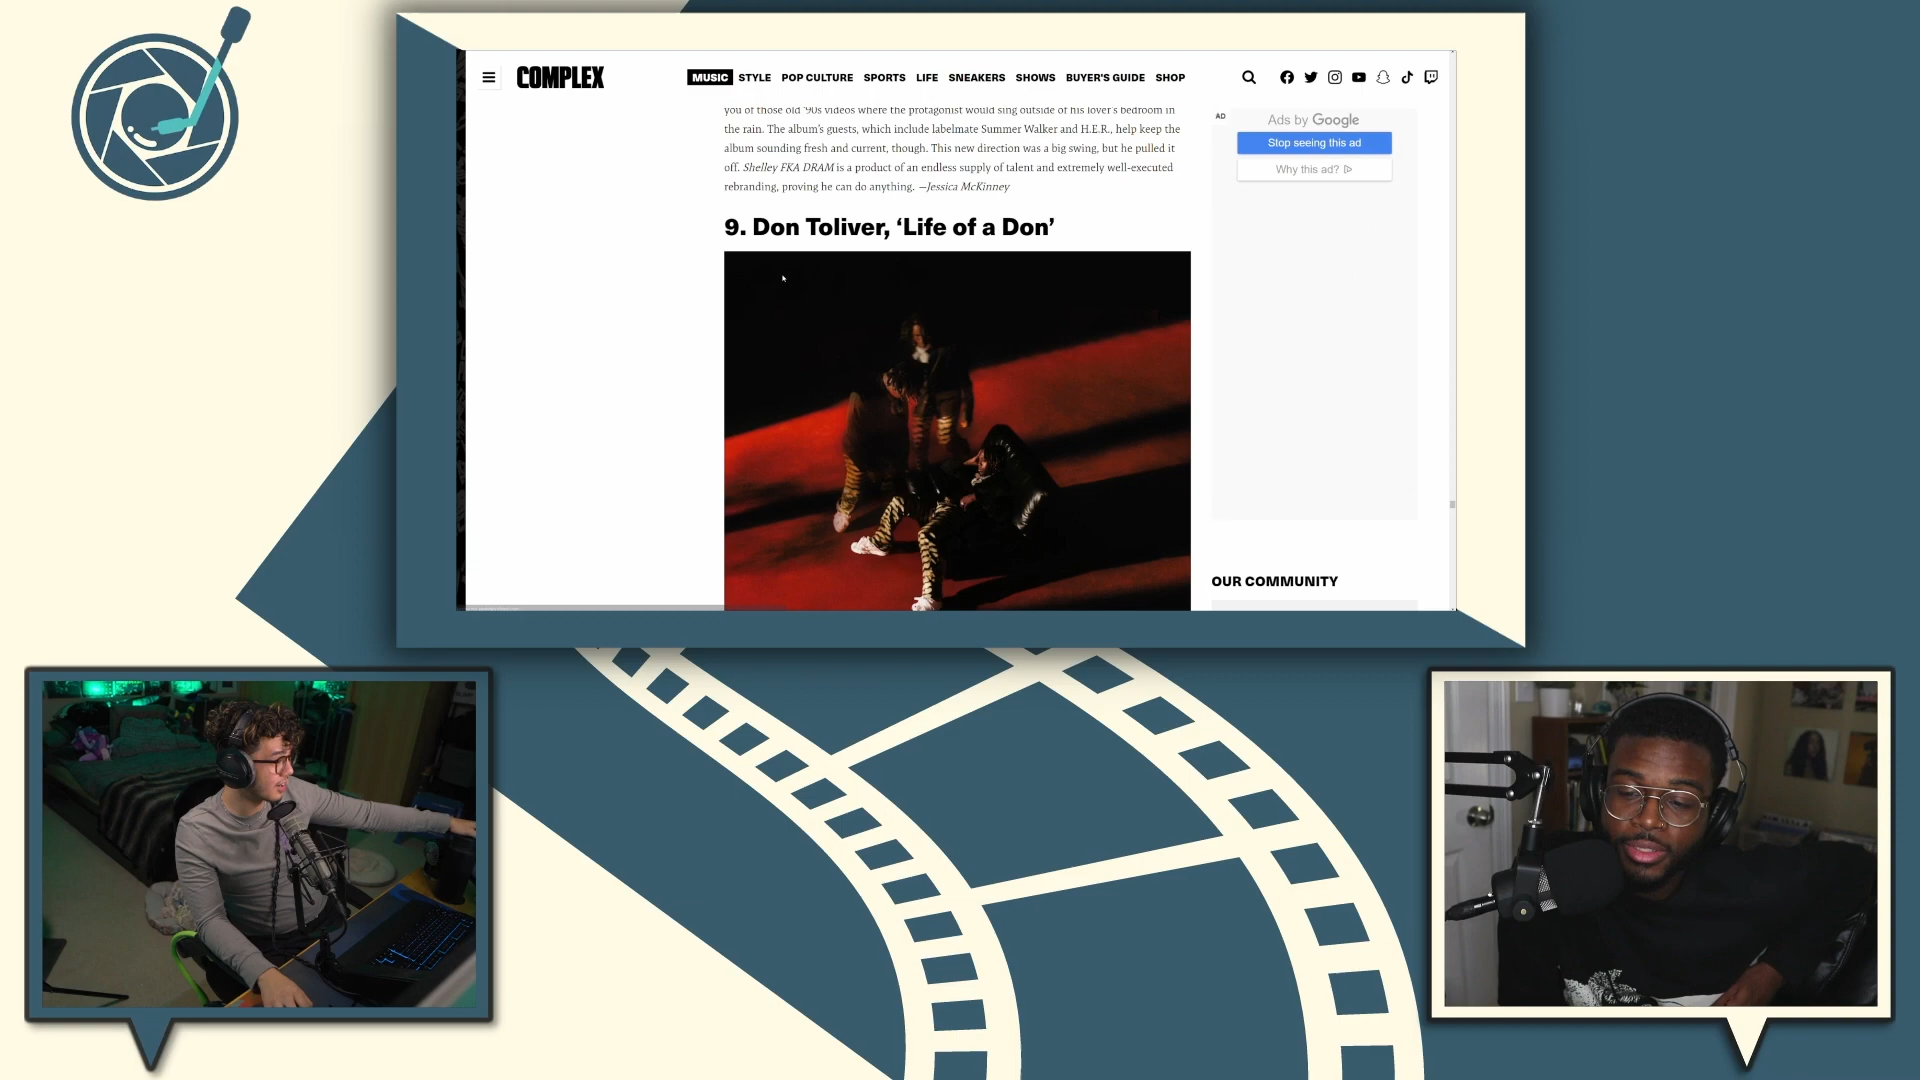 COMPLEX
MUSIC STYLE POP CULTURE SPORTS LIFE SNEAKERS SHOWS BUYER'S GUIDE SHOP
you of those old '90s videos where the protagonist would sing outside of his lover's bedroom in
the rain. The album's guests, which include labelmate Summer Walker and H.E.R., help keep the
album sounding fresh and current, though. This new direction was a big swing, but he pulled it
off. Shelley FKA DRAM is a product of an endless supply of talent and extremely well-executed
rebranding, proving he can do anything. —Jessica McKinney
9. Don Toliver, ‘Life of a Don’
AD
Ads by Google
Stop seeing this ad
Why this ad?
OUR COMMUNITY